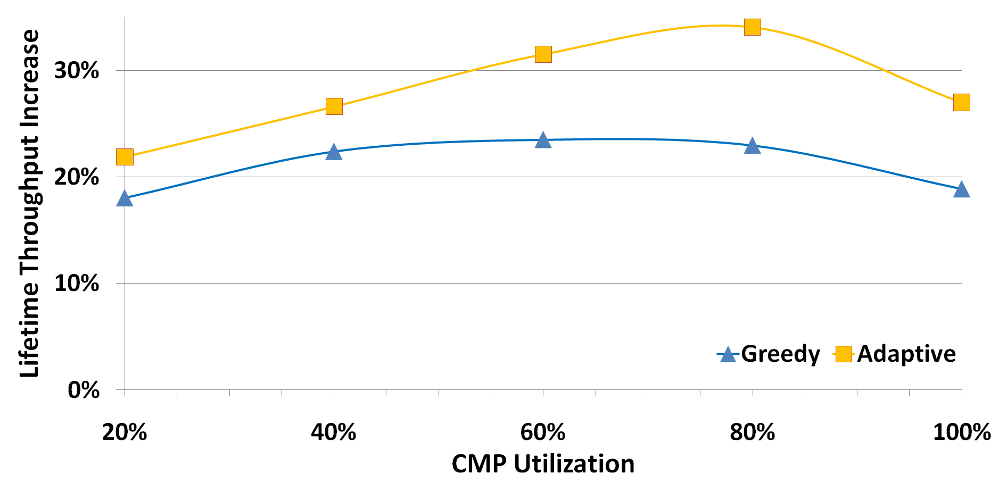 Lifetime Throughput Increase
30%
20%
10%
0%
Greedy Adaptive
20% 40% 60% 80% 100%
CMP Utilization